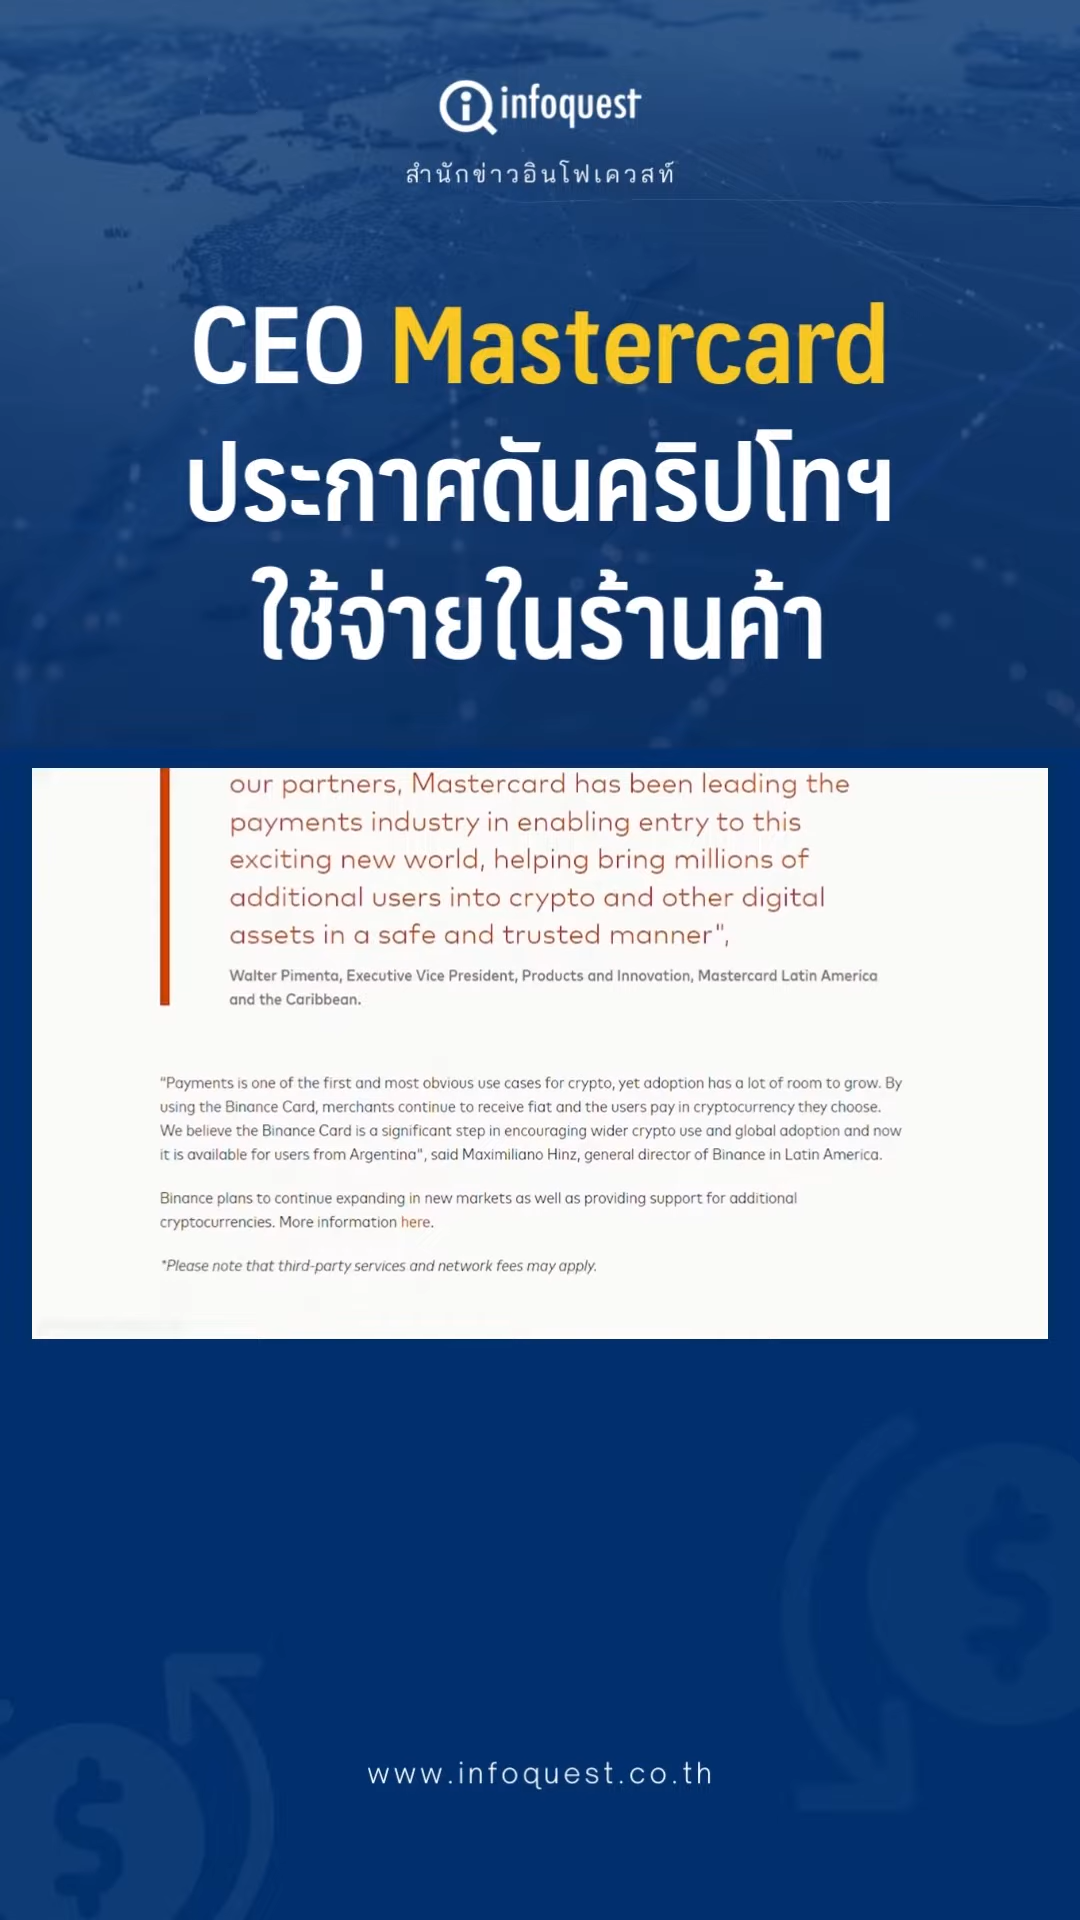 infoquest
สำนักข่าวอินโฟเควสท์
CEO Mastercard
ประกาศดันคริปโทฯ
ใช้จ่ายในร้านค้า
our partners, Mastercard has been leading the
payments industry in enabling entry to this
exciting new world, helping bring millions of
additional users into crypto and other digital
assets in a safe and trusted manner",
Walter Pimenta, Executive Vice President, Products and Innovation, Mastercard Latin America
and the Caribbean.
"Payments is one of the first and most obvious use cases for crypto, yet adoption has a lot of room to grow. By
using the Binance Card, merchants continue to receive fiat and the users pay in cryptocurrency they choose.
We believe the Binance Card is a significant step in encouraging wider crypto use and global adoption and now
it is available for users from Argentina", said Maximiliano Hinz, general director of Binance in Latin America.
Binance plans to continue expanding in new markets as well as providing support for additional
cryptocurrencies. More information here.
*Please note that third-party services and network fees may apply.
www.infoquest.co.th